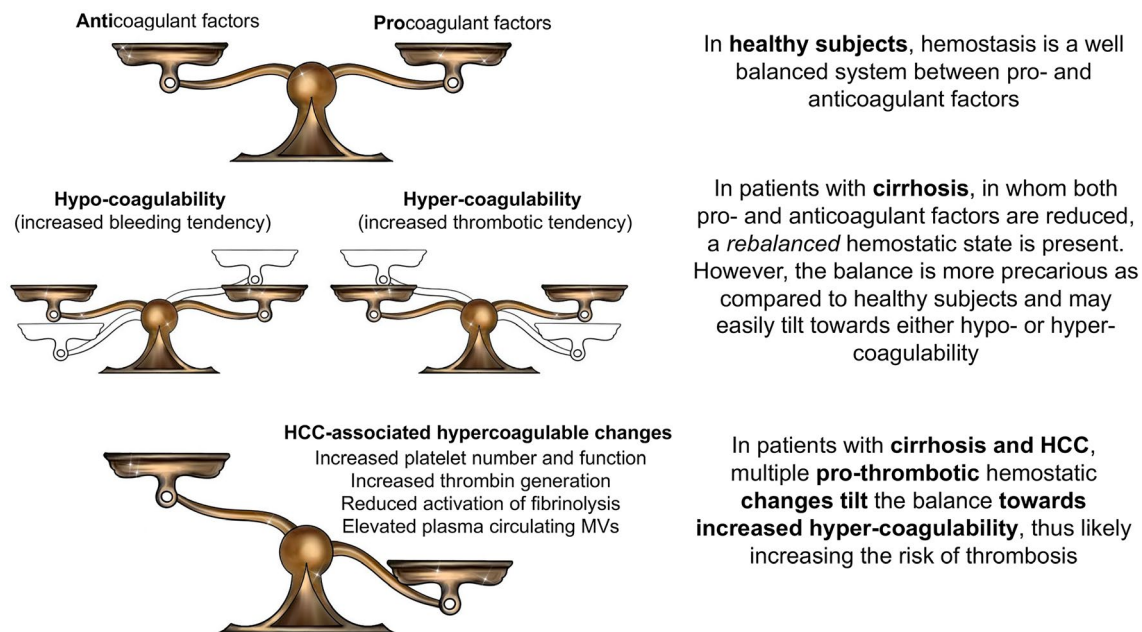 Anticoagulant factors
Procoagulant factors
In healthy subjects, hemostasis is a well
balanced system between pro- and
anticoagulant factors
Hypo-coagulability
(increased bleeding tendency)
Hyper-coagulability
(increased thrombotic tendency)
In patients with cirrhosis, in whom both
pro- and anticoagulant factors are reduced,
a rebalanced hemostatic state is present.
However, the balance is more precarious as
compared to healthy subjects and may
easily tilt towards either hypo- or hyper-
coagulability
HCC-associated hypercoagulable changes
Increased platelet number and function
Increased thrombin generation
Reduced activation of fibrinolysis
Elevated plasma circulating MVs
In patients with cirrhosis and HCC,
multiple pro-thrombotic hemostatic
changes tilt the balance towards
increased hyper-coagulability, thus likely
increasing the risk of thrombosis